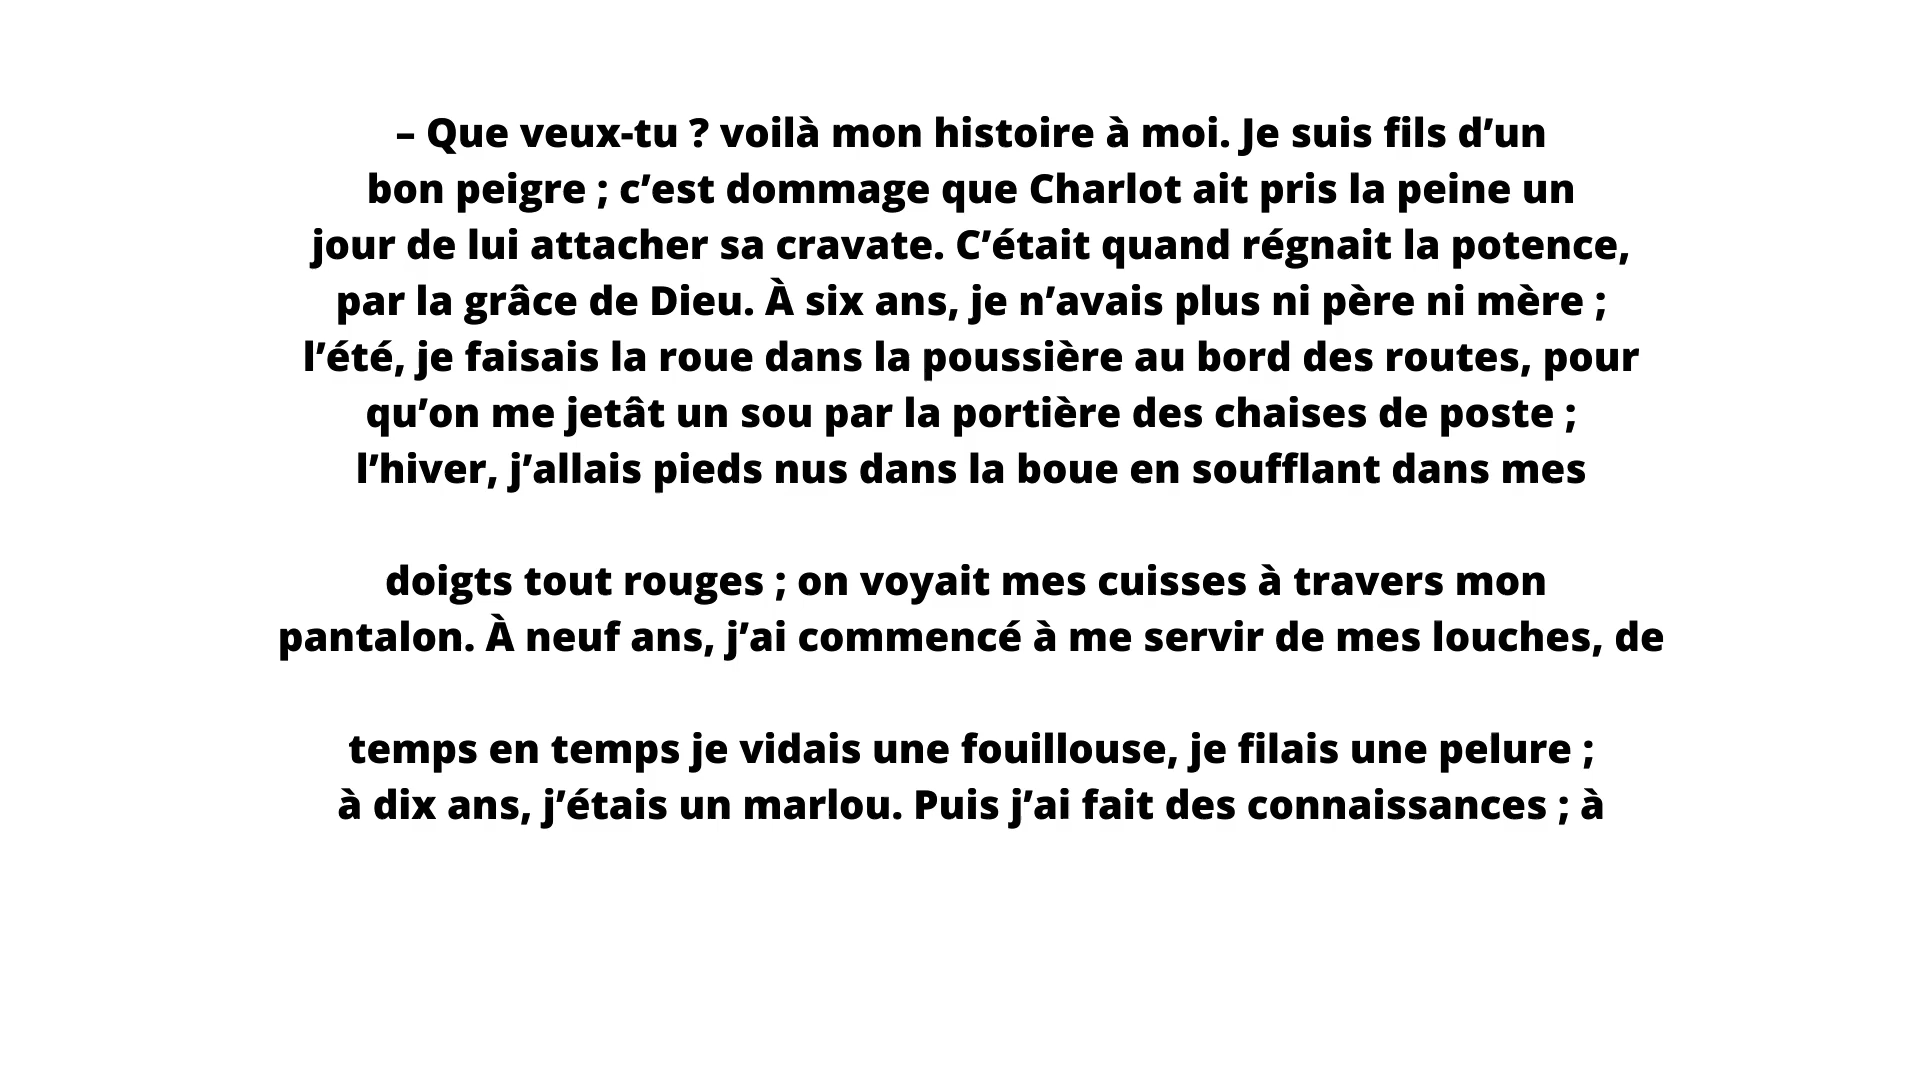 – Que veux-tu ? voilà mon histoire à moi. Je suis fils d’un
bon peigre ; c’est dommage que Charlot ait pris la peine un
jour de lui attacher sa cravate. C’était quand régnait la potence,
par la grâce de Dieu. À six ans, je n’avais plus ni père ni mère ;
l’été, je faisais la roue dans la poussière au bord des routes, pour
qu’on me jetât un sou par la portière des chaises de poste ;
l’hiver, j’allais pieds nus dans la boue en soufflant dans mes
doigts tout rouges ; on voyait mes cuisses à travers mon
pantalon. À neuf ans, j’ai commencé à me servir de mes louches, de
temps en temps je vidais une fouillouse, je filais une pelure ;
à dix ans, j’étais un marlou. Puis j’ai fait des connaissances ; à